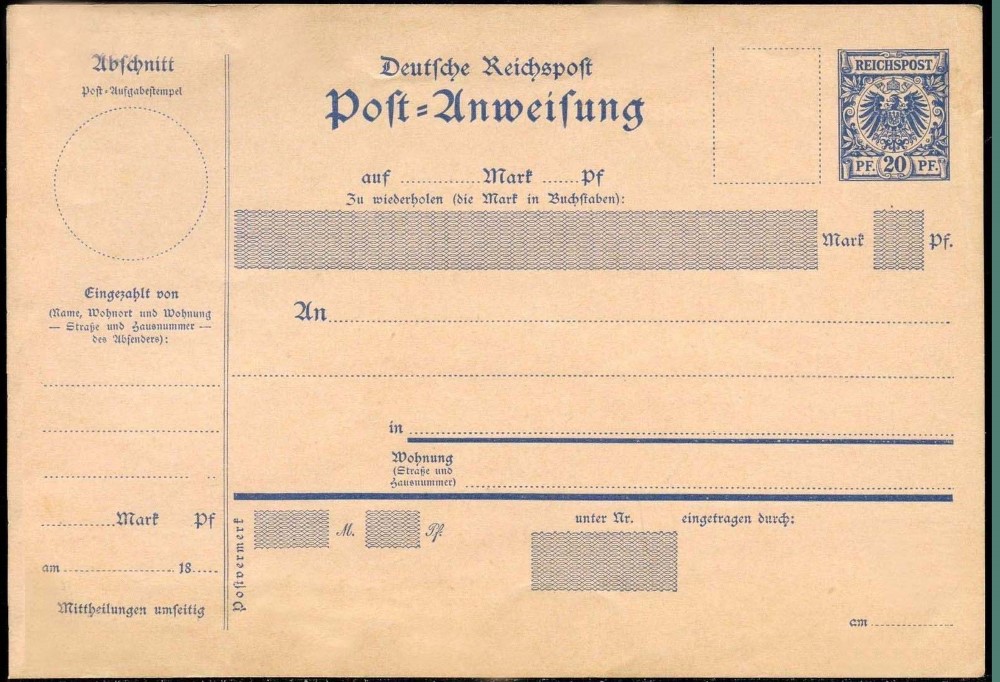 Abschnitt
Post-Aufgabestempel
Eingezahlt von
(Name, Wohnort und Wohnung
— Straße und Hausnummer —
des Absenders):
Mark Pf
am 18
Mittheilungen umseitig
Deutsche Reichspost
Post-Anweisung
auf Mark Pf
Zu wiederholen (die Mark in Buchstaben):
Mark Pf.
REICHSPOST
PF. 20 PF.
An
in
Wohnung
(Straße und
Hausnummer)
Postvermerk
M. Pf.
unter Nr. eingetragen durch:
am